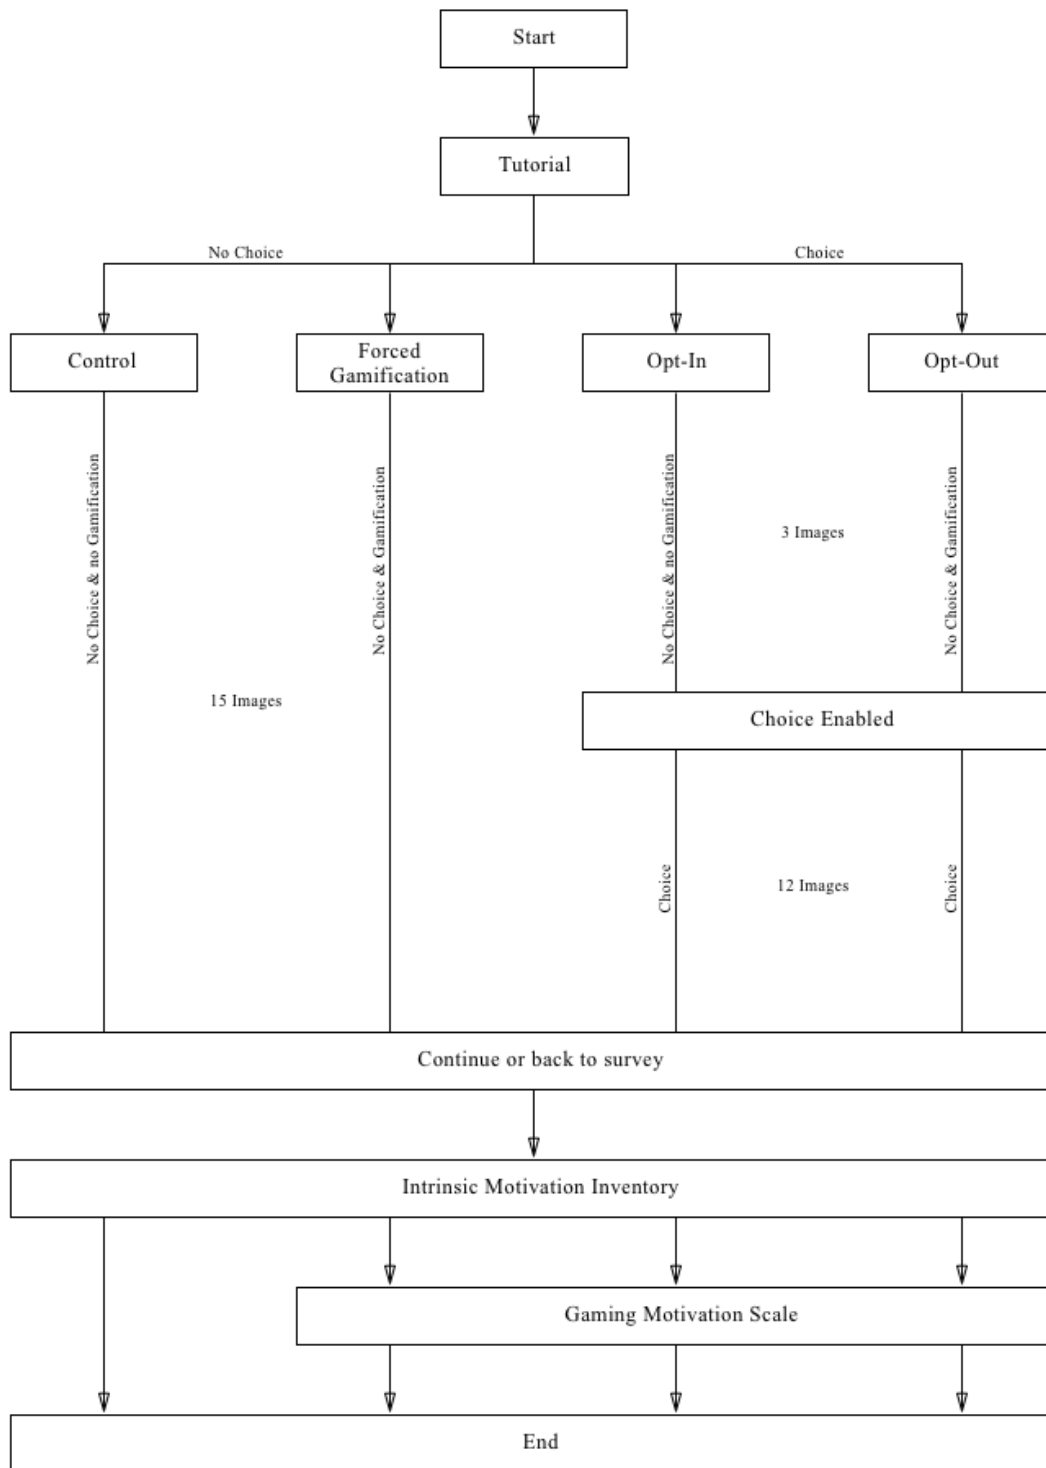 Start
Tutorial
No Choice
Choice
Control
Forced
Gamification
Opt-In
Opt-Out
No Choice & no Gamification
No Choice & Gamification
No Choice & no Gamification
3 Images
No Choice & Gamification
15 Images
Choice Enabled
Choice
12 Images
Choice
Continue or back to survey
Intrinsic Motivation Inventory
Gaming Motivation Scale
End